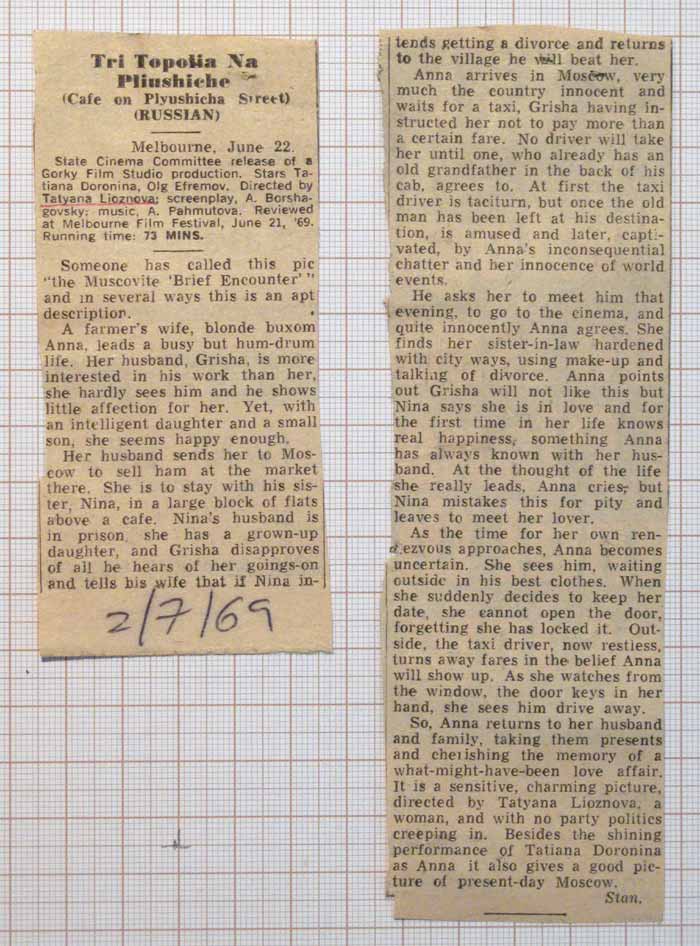 Tri Topolia Na
Pliushiche
(Cafe on Plyushicha Street)
(RUSSIAN)
Melbourne, June 22.
State Cinema Committee release of a
Gorky Film Studio production. Stars Ta-
tiana Doronina, Olg Efremov. Directed by
Tatyana Lioznova; screenplay, A. Borsha-
govsky; music, A. Pahmutova. Reviewed
at Melbourne Film Festival, June 21, '69.
Running time: 73 MINS.
Someone has called this pic
"the Muscovite 'Brief Encounter'"
and in several ways this is an apt
description.
A farmer's wife, blonde buxom
Anna, leads a busy but hum-drum
life. Her husband, Grisha, is more
interested in his work than her,
she hardly sees him and he shows
little affection for her. Yet, with
an intelligent daughter and a small
son, she seems happy enough.
Her husband sends her to Mos-
cow to sell ham at the market
there. She is to stay with his sis-
ter, Nina, in a large block of flats
above a cafe. Nina's husband is
in prison, she has a grown-up
daughter, and Grisha disapproves
of all he hears of her goings-on
and tells his wife that if Nina in-
2/7/69
tends getting a divorce and returns
to the village he will beat her.
Anna arrives in Moscow, very
much the country innocent and
waits for a taxi, Grisha having in-
structed her not to pay more than
a certain fare. No driver will take
her until one, who already has an
old grandfather in the back of his
cab, agrees to. At first the taxi
driver is taciturn, but once the old
man has been left at his destina-
tion, is amused and later, capti-
vated, by Anna's inconsequential
chatter and her innocence of world
events.
He asks her to meet him that
evening, to go to the cinema, and
quite innocently Anna agrees. She
finds her sister-in-law hardened
with city ways, using make-up and
talking of divorce. Anna points
out Grisha will not like this but
Nina says she is in love and for
the first time in her life knows
real happiness, something Anna
has always known with her hus-
band. At the thought of the life
she really leads, Anna cries, but
Nina mistakes this for pity and
leaves to meet her lover.
As the time for her own ren-
dezvous approaches, Anna becomes
uncertain. She sees him, waiting
outside in his best clothes. When
she suddenly decides to keep her
date, she cannot open the door,
forgetting she has locked it. Out-
side, the taxi driver, now restless,
turns away fares in the belief Anna
will show up. As she watches from
the window, the door keys in her
hand, she sees him drive away.
So, Anna returns to her husband
and family, taking them presents
and cherishing the memory of a
what-might-have-been love affair.
It is a sensitive, charming picture,
directed by Tatyana Lioznova, a
woman, and with no party politics
creeping in. Besides the shining
performance of Tatiana Doronina
as Anna it also gives a good pic-
ture of present-day Moscow.
Stan.